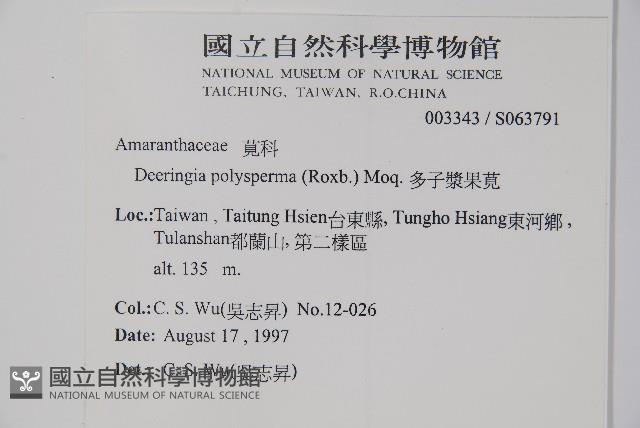 國立自然科學博物館
NATIONAL MUSEUM OF NATURAL SCIENCE
TAICHUNG, TAIWAN, R.O.CHINA
003343 / S063791
Amaranthaceae 莧科
Deeringia polysperma (Roxb.) Moq. 多子漿果莧
Loc.:Taiwan , Taitung Hsien台東縣, Tungho Hsiang東河鄉 ,
Tulanshan都蘭山, 第二樣區
alt. 135 m.
Col.:C. S. Wu(吳志昇) No.12-026
Date: August 17 , 1997
Det.: C. S. Wu(吳志昇)
國立自然科學博物館
NATIONAL MUSEUM OF NATURAL SCIENCE